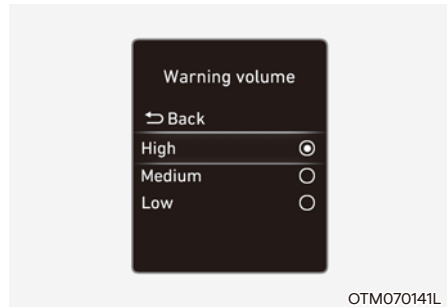 Warning volume
Back
High
Medium
Low
OTM070141L